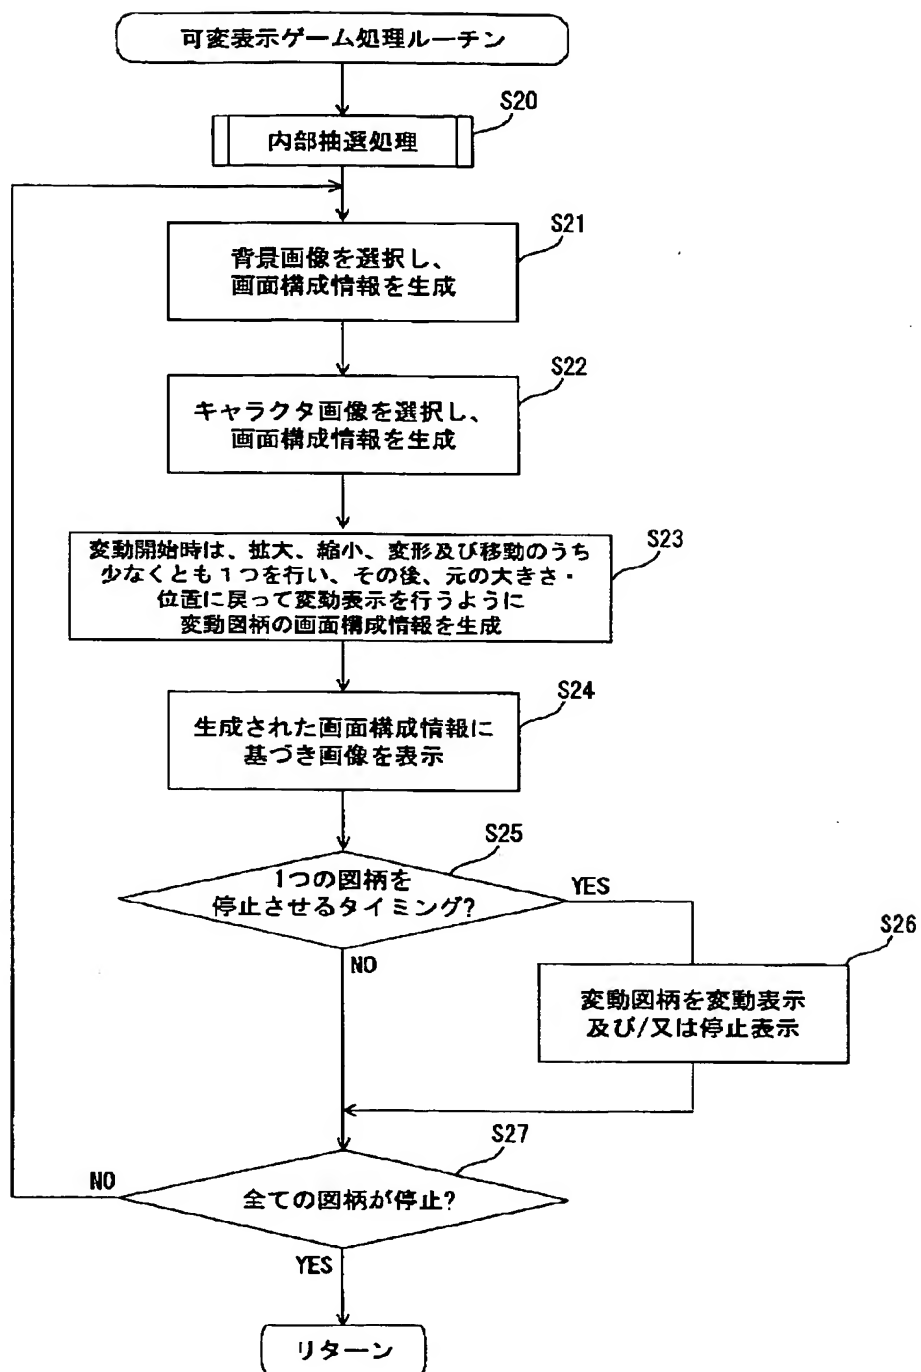 可変表示ゲーム処理ルーチン
S20
内部抽選処理
S21
背景画像を選択し、
画面構成情報を生成
S22
キャラクタ画像を選択し、
画面構成情報を生成
S23
変動開始時は、拡大、縮小、変形及び移動のうち
少なくとも1つを行い、その後、元の大きさ・
位置に戻って変動表示を行うように
変動図柄の画面構成情報を生成
S24
生成された画面構成情報に
基づき画像を表示
S25
1つの図柄を
停止させるタイミング?
YES
NO
S26
変動図柄を変動表示
及び/又は停止表示
S27
NO
全ての図柄が停止?
YES
リターン